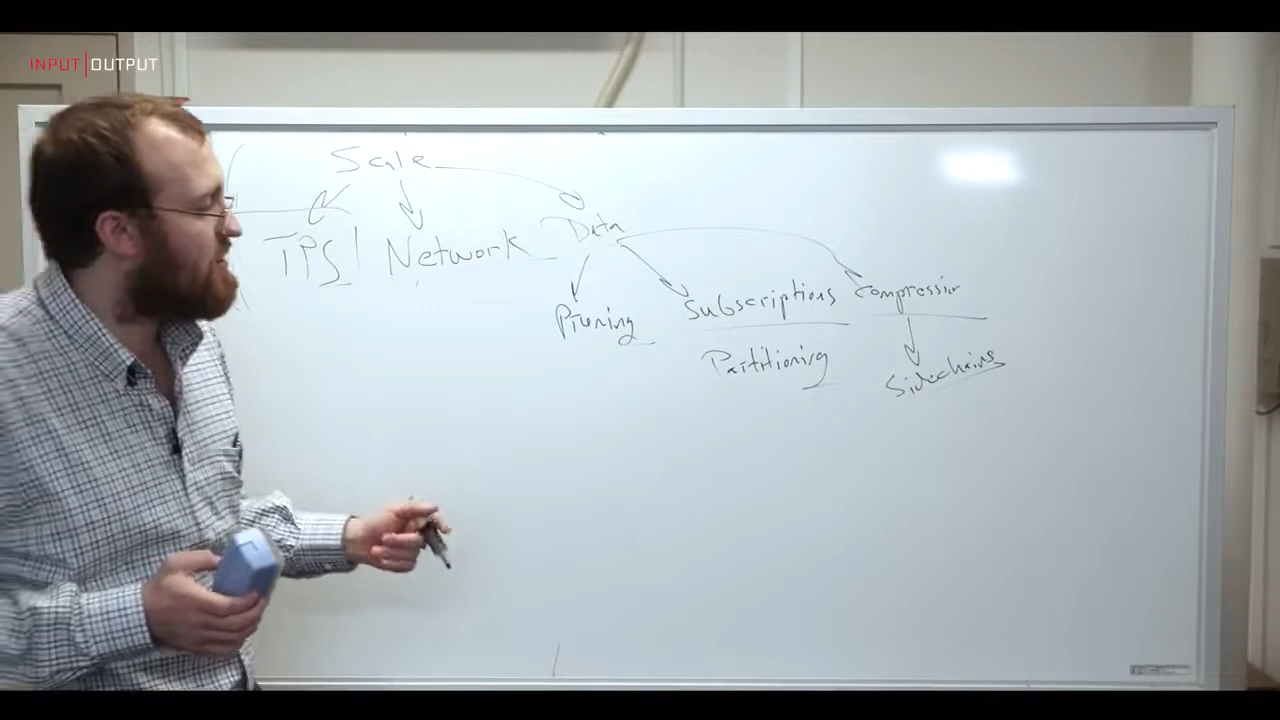 INPUT|OUTPUT
Scale
TPS Network Data
Pruning Subscriptions Compression
Partitioning Sidechains